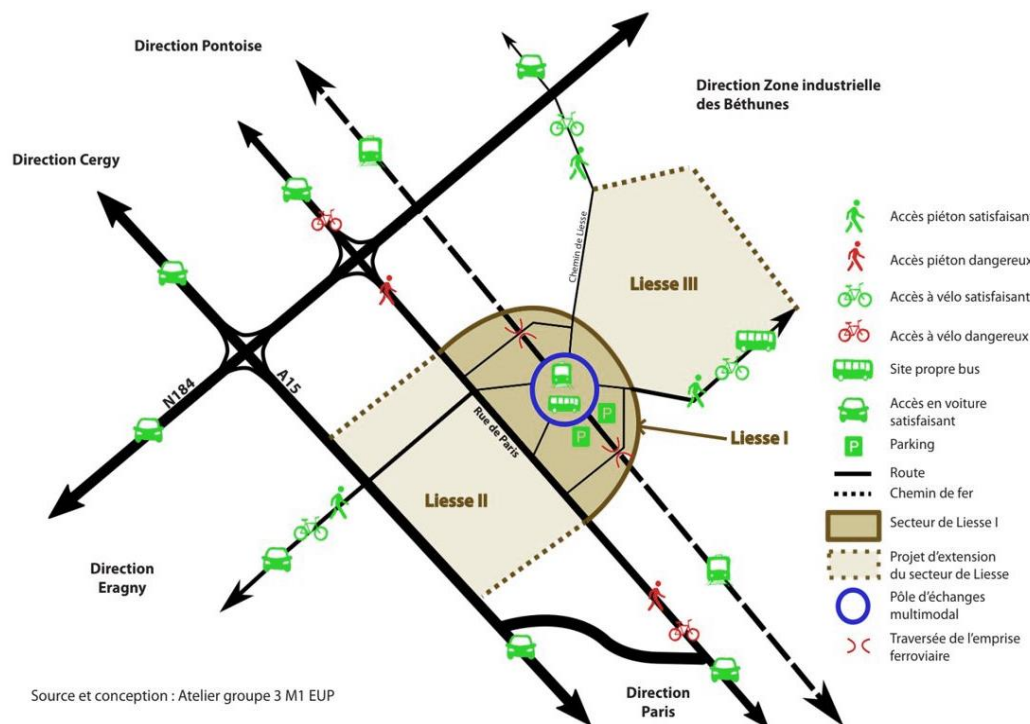 Direction Pontoise
Direction Zone industrielle
des Béthunes
Direction Cergy
Chemin de Liesse
Liesse III
N184
A15
Rue de Paris
P
P
Liesse I
Liesse II
Direction
Eragny
Direction
Paris
Accès piéton satisfaisant
Accès piéton dangereux
Accès à vélo satisfaisant
Accès à vélo dangereux
Site propre bus
Accès en voiture
satisfaisant
P
Parking
Route
Chemin de fer
Secteur de Liesse I
Projet d'extension
du secteur de Liesse
Pôle d'échanges
multimodal
Traversée de l'emprise
ferroviaire
Source et conception : Atelier groupe 3 M1 EUP